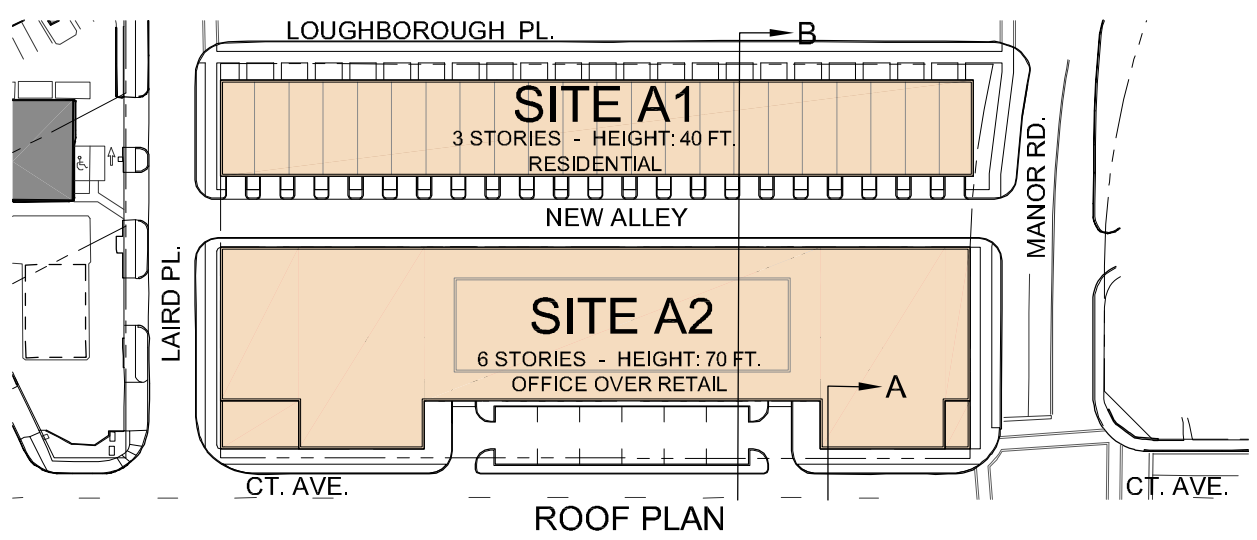 LOUGHBOROUGH PL.
B
SITE A1
3 STORIES - HEIGHT: 40 FT.
RESIDENTIAL
NEW ALLEY
MANOR RD.
LAIRD PL.
SITE A2
6 STORIES - HEIGHT: 70 FT.
OFFICE OVER RETAIL
A
CT. AVE.
CT. AVE.
ROOF PLAN